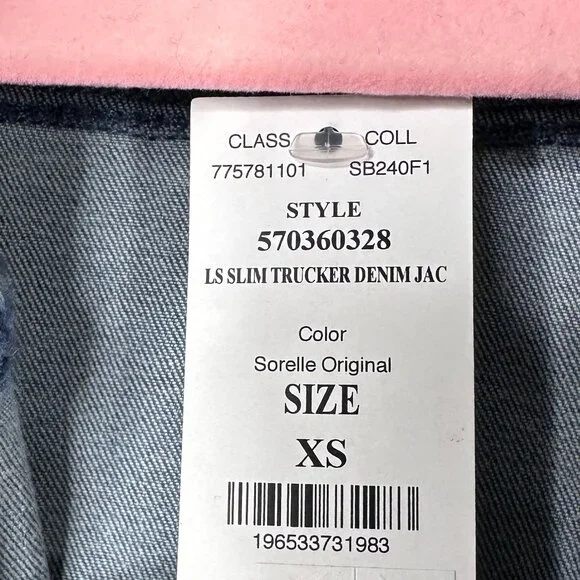 CLASS COLL
775781101 SB240F1
STYLE
570360328
LS SLIM TRUCKER DENIM JAC
Color
Sorelle Original
SIZE
XS
196533731983